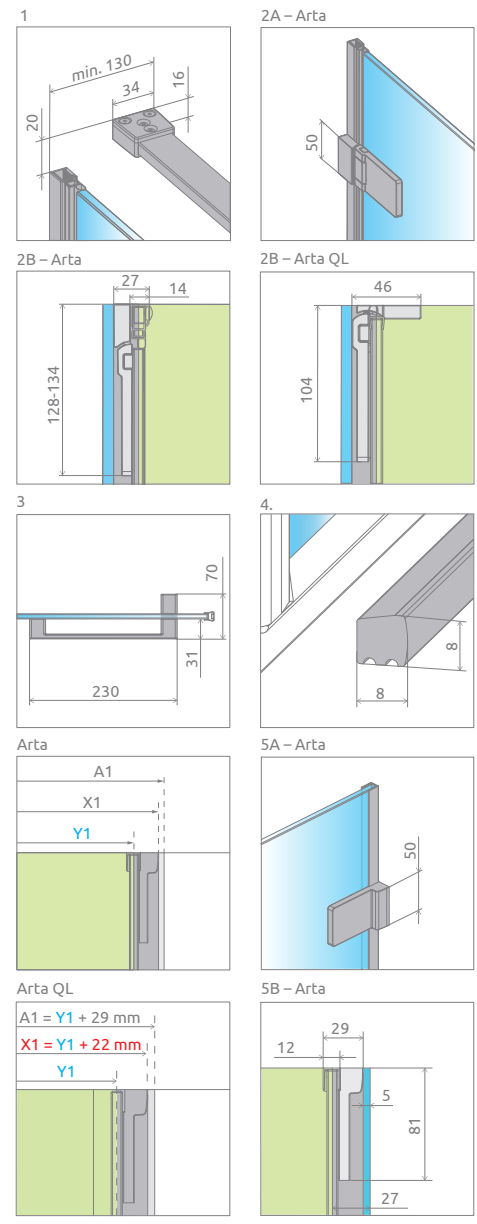 1
min. 130
34
16
20
2A – Arta
50
2B – Arta
27
14
128-134
2B – Arta QL
46
104
3
70
31
230
4.
8
8
Arta
A1
X1
Y1
5A – Arta
50
Arta QL
A1 = Y1 + 29 mm
X1 = Y1 + 22 mm
Y1
5B – Arta
29
12
5
81
27